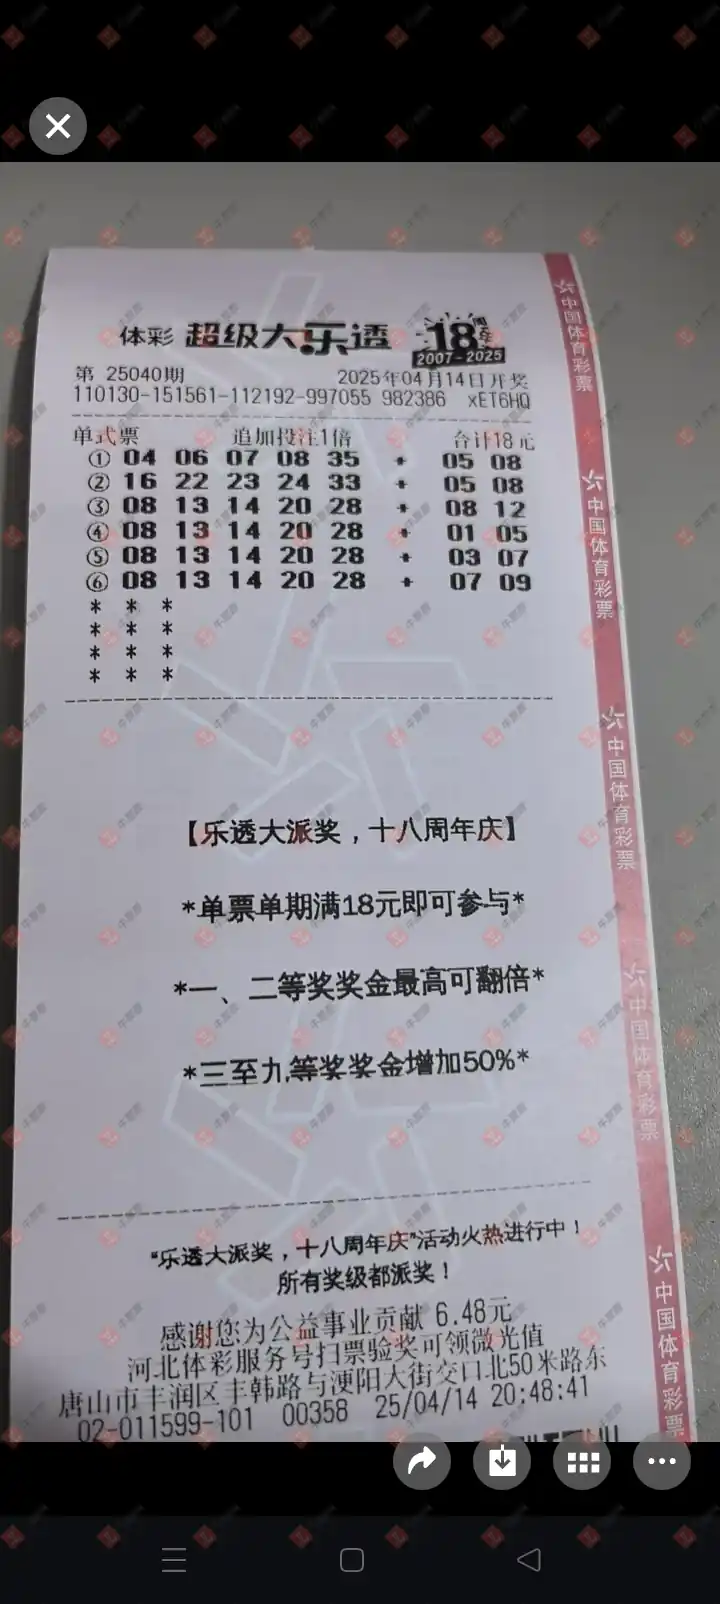 体彩 超级大乐透 18周年
2007-2025
第 25040期 2025年04月14日开奖
110130-151561-112192-997055 982386 xET6HQ
单式票 追加投注1倍 合计18元
① 04 06 07 08 35 + 05 08
② 16 22 23 24 33 + 05 08
③ 08 13 14 20 28 + 08 12
④ 08 13 14 20 28 + 01 05
⑤ 08 13 14 20 28 + 03 07
⑥ 08 13 14 20 28 + 07 09
* * *
* * *
* * *
* * *
【乐透大派奖，十八周年庆】
*单票单期满18元即可参与*
*一、二等奖奖金最高可翻倍*
*三至九等奖奖金增加50%*
“乐透大派奖，十八周年庆”活动火热进行中！
所有奖级都派奖！
感谢您为公益事业贡献 6.48元
河北体彩服务号扫票验奖可领微光值
唐山市丰润区丰韩路与浭阳大街交口北50米路东
02-011599-101 00358 25/04/14 20:48:41
中国体育彩票
中国体育彩票
中国体育彩票
中国体育彩票
中国体育彩票